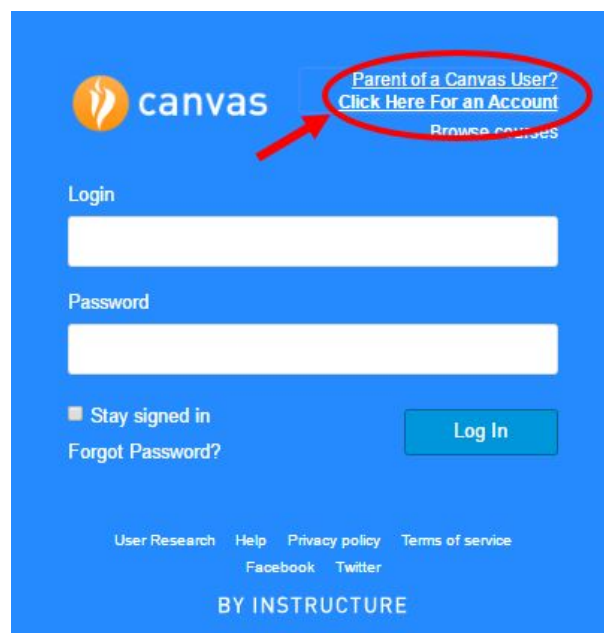 Parent of a Canvas User?
Click Here For an Account
canvas
Browse courses
Login
Password
Stay signed in
Log In
Forgot Password?
User Research Help Privacy policy Terms of service
Facebook Twitter
BY INSTRUCTURE